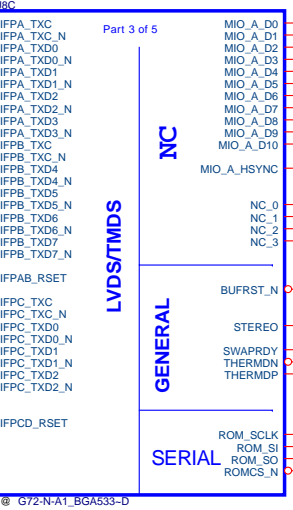 U8C
Part 3 of 5
IFPA_TXC
IFPA_TXC_N
IFPA_TXD0
IFPA_TXD0_N
IFPA_TXD1
IFPA_TXD1_N
IFPA_TXD2
IFPA_TXD2_N
IFPA_TXD3
IFPA_TXD3_N
IFPB_TXC
IFPB_TXC_N
IFPB_TXD4
IFPB_TXD4_N
IFPB_TXD5
IFPB_TXD5_N
IFPB_TXD6
IFPB_TXD6_N
IFPB_TXD7
IFPB_TXD7_N
IFPAB_RSET
IFPC_TXC
IFPC_TXC_N
IFPC_TXD0
IFPC_TXD0_N
IFPC_TXD1
IFPC_TXD1_N
IFPC_TXD2
IFPC_TXD2_N
IFPCD_RSET
LVDS/TMDS
NC
MIO_A_D0
MIO_A_D1
MIO_A_D2
MIO_A_D3
MIO_A_D4
MIO_A_D5
MIO_A_D6
MIO_A_D7
MIO_A_D8
MIO_A_D9
MIO_A_D10
MIO_A_HSYNC
NC_0
NC_1
NC_2
NC_3
GENERAL
BUFRST_N
STEREO
SWAPRDY
THERMDN
THERMDP
SERIAL
ROM_SCLK
ROM_SI
ROM_SO
ROMCS_N
@ G72-N-A1_BGA533~D